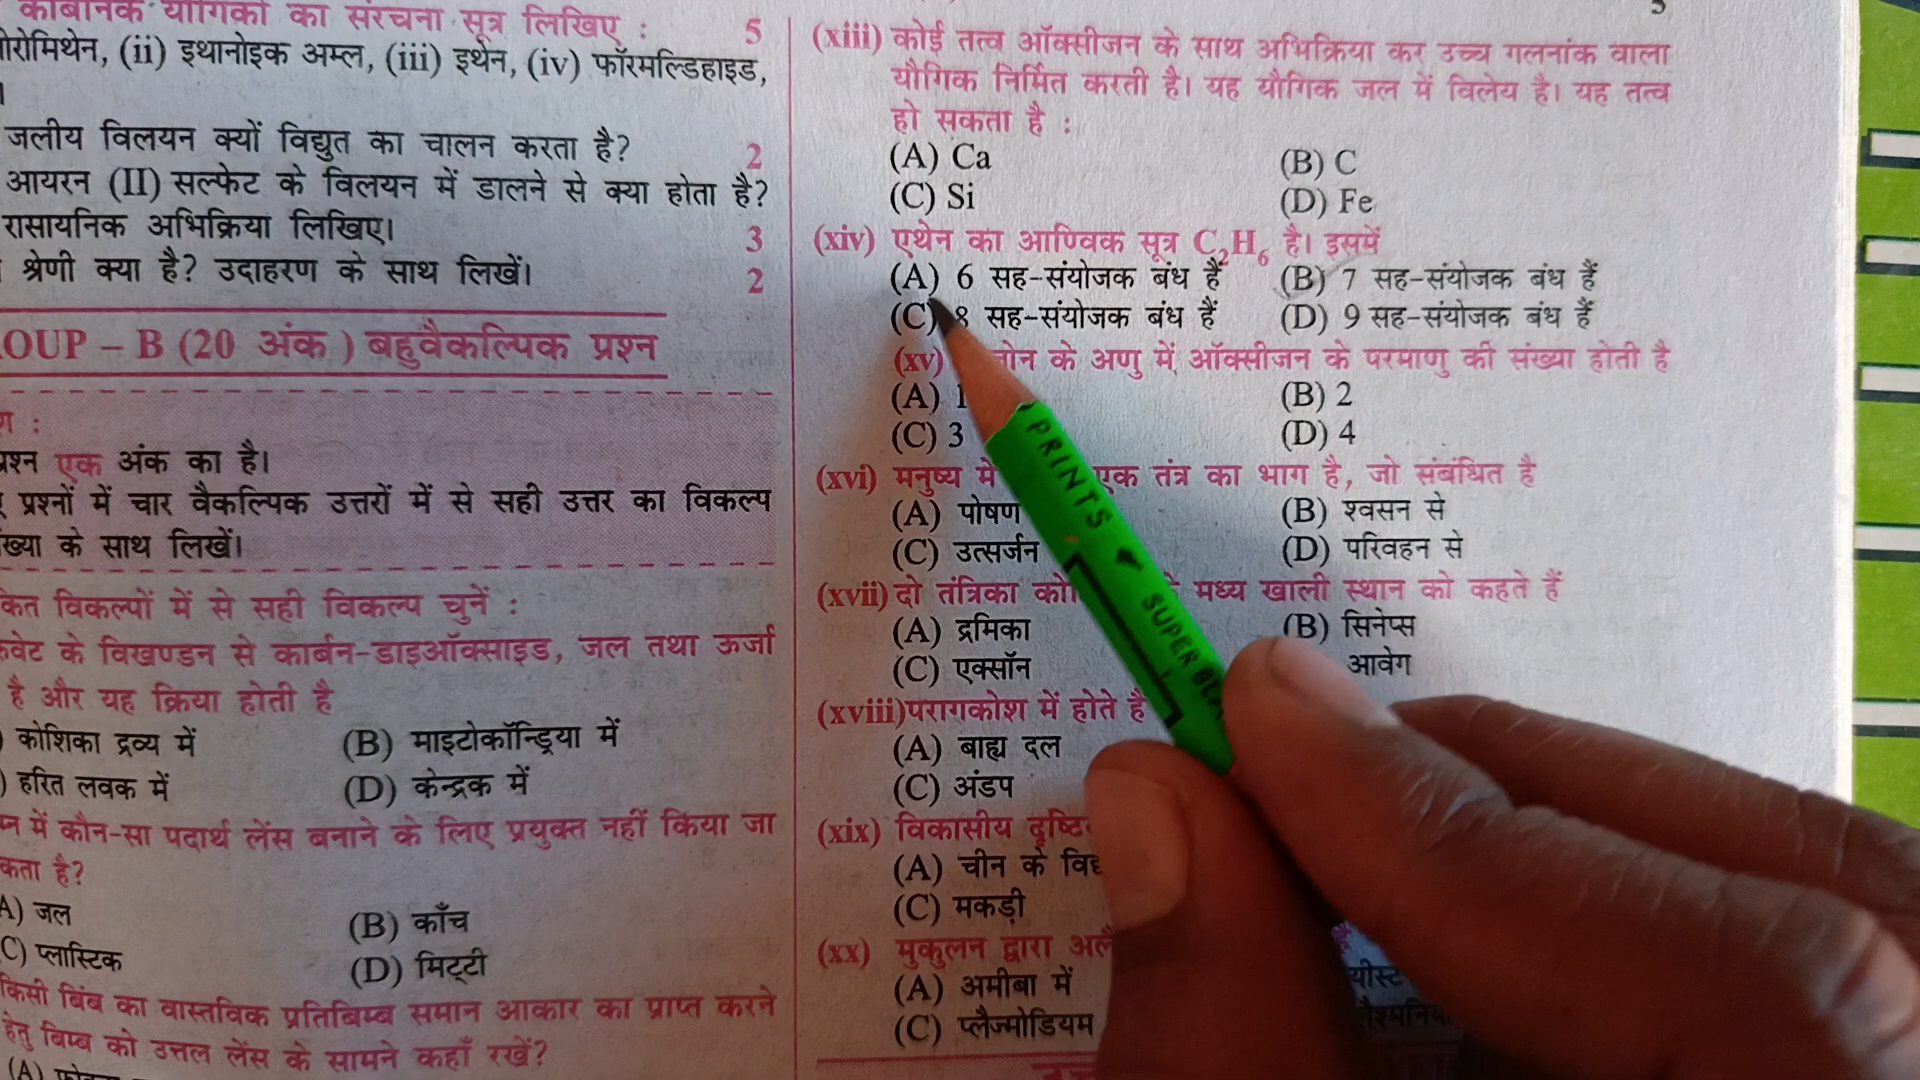 कार्बनिक यौगिकों का संरचना सूत्र लिखिए : 5
(ii) इथानोइक अम्ल, (iii) इथेन, (iv) फॉरमल्डिहाइड,
जलीय विलयन क्यों विद्युत का चालन करता है? 2
आयरन (II) सल्फेट के विलयन में डालने से क्या होता है?
रासायनिक अभिक्रिया लिखिए। 3
श्रेणी क्या है? उदाहरण के साथ लिखें। 2
OUP – B (20 अंक) बहुवैकल्पिक प्रश्न
प्रश्न एक अंक का है।
प्रश्नों में चार वैकल्पिक उत्तरों में से सही उत्तर का विकल्प
ख्या के साथ लिखें।
विकल्पों में से सही विकल्प चुनें :
के विखण्डन से कार्बन-डाइऑक्साइड, जल तथा ऊर्जा
है और यह क्रिया होती है
कोशिका द्रव्य में (B) माइटोकॉन्ड्रिया में
हरित लवक में (D) केन्द्रक में
में कौन-सा पदार्थ लेंस बनाने के लिए प्रयुक्त नहीं किया जा
कता है?
A) जल (B) काँच
C) प्लास्टिक (D) मिट्टी
किसी बिंब का वास्तविक प्रतिबिम्ब समान आकार का प्राप्त करने
हेतु बिम्ब को उत्तल लेंस के सामने कहाँ रखें?
(A)
5
(xiii) कोई तत्व ऑक्सीजन के साथ अभिक्रिया कर उच्च गलनांक वाला
यौगिक निर्मित करती है। यह यौगिक जल में विलेय है। यह तत्व
हो सकता है :
(A) Ca (B) C
(C) Si (D) Fe
(xiv) एथेन का आण्विक सूत्र C₂H₆ है। इसमें
(A) 6 सह-संयोजक बंध हैं (B) 7 सह-संयोजक बंध हैं
(C) 8 सह-संयोजक बंध हैं (D) 9 सह-संयोजक बंध हैं
(xv) के अणु में ऑक्सीजन के परमाणु की संख्या होती है
(A) 1 (B) 2
(C) 3 (D) 4
(xvi) मनुष्य में एक तंत्र का भाग है, जो संबंधित है
(A) पोषण (B) श्वसन से
(C) उत्सर्जन (D) परिवहन से
(xvii) दो तंत्रिका मध्य खाली स्थान को कहते हैं
(A) द्रमिका (B) सिनेप्स
(C) एक्सॉन आवेग
(xviii) परागकोश में होते है
(A) बाह्य दल
(C) अंडप
(xix) विकासीय
(A) चीन के
(C) मकड़ी
(xx) मुकुलन द्वारा
(A) अमीबा में
(C) प्लैज्मोडियम
PRINTS SUPER